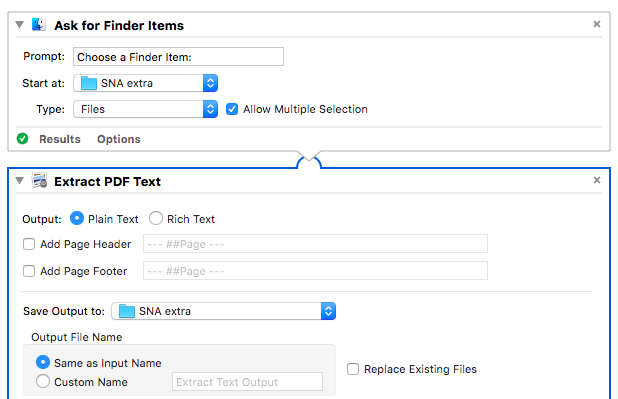 Ask for Finder Items
Prompt: Choose a Finder Item:
Start at: SNA extra
Type: Files Allow Multiple Selection
Results Options
Extract PDF Text
Output: Plain Text Rich Text
Add Page Header --- ##Page ---
Add Page Footer --- ##Page ---
Save Output to: SNA extra
Output File Name
Same as Input Name
Replace Existing Files
Custom Name Extract Text Output